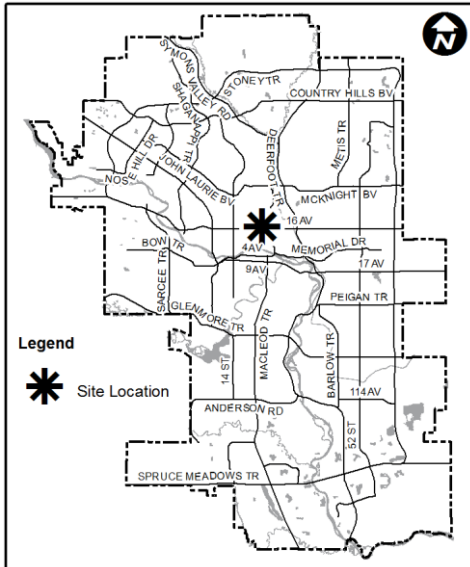 N
SYMONS VALLEY RD
STONEY TR
SHAGANAPPI TR
COUNTRY HILLS BV
DEERFOOT TR
METIS TR
NOSE HILL DR
JOHN LAURIE BV
MCKNIGHT BV
16 AV
BOW TR
4 AV
MEMORIAL DR
9 AV
17 AV
SARCEE TR
PEIGAN TR
GLENMORE TR
Legend
Site Location
14 ST
MACLEOD TR
BARLOW TR
114 AV
ANDERSON RD
52 ST
SPRUCE MEADOWS TR